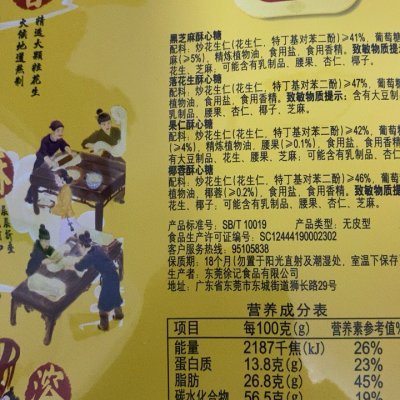 精选大颗粒花生
火候地道熬制
黑芝麻酥心糖
配料：炒花生仁(花生仁，特丁基对苯二酚)≥41%，葡萄糖
麻(≥5%)，精炼植物油，食用盐，食用香精。致敏物质提示：
花生，芝麻；可能含有乳制品、腰果、杏仁、椰子。
落花生酥心糖
配料：炒花生仁(花生仁，特丁基对苯二酚)≥47%，葡萄糖
植物油，食用盐，食用香精。致敏物质提示：含有大豆制
乳制品、腰果、杏仁、椰子、芝麻。
果仁酥心糖
配料：炒花生仁(花生仁，特丁基对苯二酚)≥42%，葡萄
(≥4%)，精炼植物油，腰果(≥0.1%)，食用盐，食用香
有大豆制品、花生、腰果、芝麻；可能含有乳制品、杏仁、
椰蓉酥心糖
配料：炒花生仁(花生仁，特丁基对苯二酚)≥46%，葡萄
植物油，椰蓉(≥0.2%)，食用盐，食用香精。致敏物质
花生，椰子；可能含有乳制品、腰果、杏仁、芝麻。
产品标准号：SB/T 10019 产品类型：无皮型
食品生产许可证编号：SC12444190002302
客户服务热线：95105838
保质期：18个月(勿置于阳光直射及潮湿处，室温下保存
生产者：东莞徐记食品有限公司
地址：广东省东莞市东城街道狮长路29号
营养成分表
项目 每100克(g) 营养素参考值%
能量 2187千焦(kJ) 26%
蛋白质 13.8克(g) 23%
脂肪 26.8克(g) 45%
碳水化合物 56.5克(g) 19%